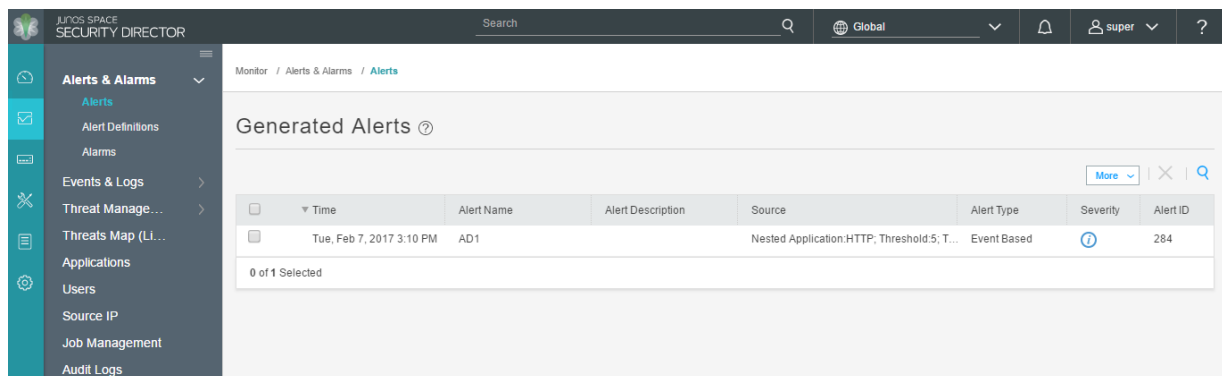 JUNOS SPACE
SECURITY DIRECTOR
Search
Global
super
?
Alerts & Alarms
Alerts
Alert Definitions
Alarms
Events & Logs
Threat Manage...
Threats Map (Li...
Applications
Users
Source IP
Job Management
Audit Logs
Monitor / Alerts & Alarms / Alerts
Generated Alerts ?
More
Time Alert Name Alert Description Source Alert Type Severity Alert ID
Tue, Feb 7, 2017 3:10 PM AD1 Nested Application:HTTP; Threshold:5; T... Event Based i 284
0 of 1 Selected